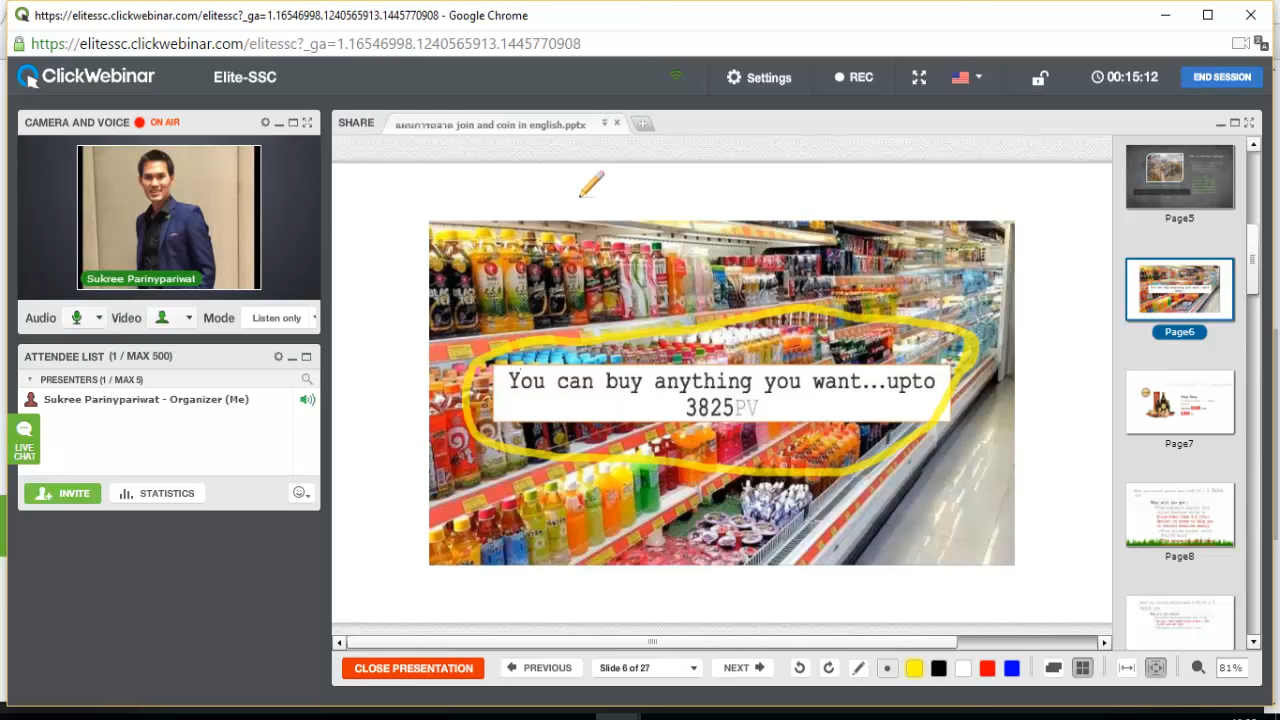 https://elitessc.clickwebinar.com/elitessc?_ga=1.16546998.1240565913.1445770908 - Google Chrome
https://elitessc.clickwebinar.com/elitessc?_ga=1.16546998.1240565913.1445770908
ClickWebinar
Elite-SSC
Settings
REC
00:15:12
END SESSION
CAMERA AND VOICE ON AIR
Sukree Parinypariwat
Audio
Video
Mode
Listen only
ATTENDEE LIST (1 / MAX 500)
PRESENTERS (1 / MAX 5)
Sukree Parinypariwat - Organizer (Me)
LIVE
CHAT
INVITE
STATISTICS
SHARE
แผนการตลาด join and coin in english.pptx
You can buy anything you want...upto
3825PV
Page5
Page6
Page7
Page8
CLOSE PRESENTATION
PREVIOUS
Slide 6 of 27
NEXT
81%